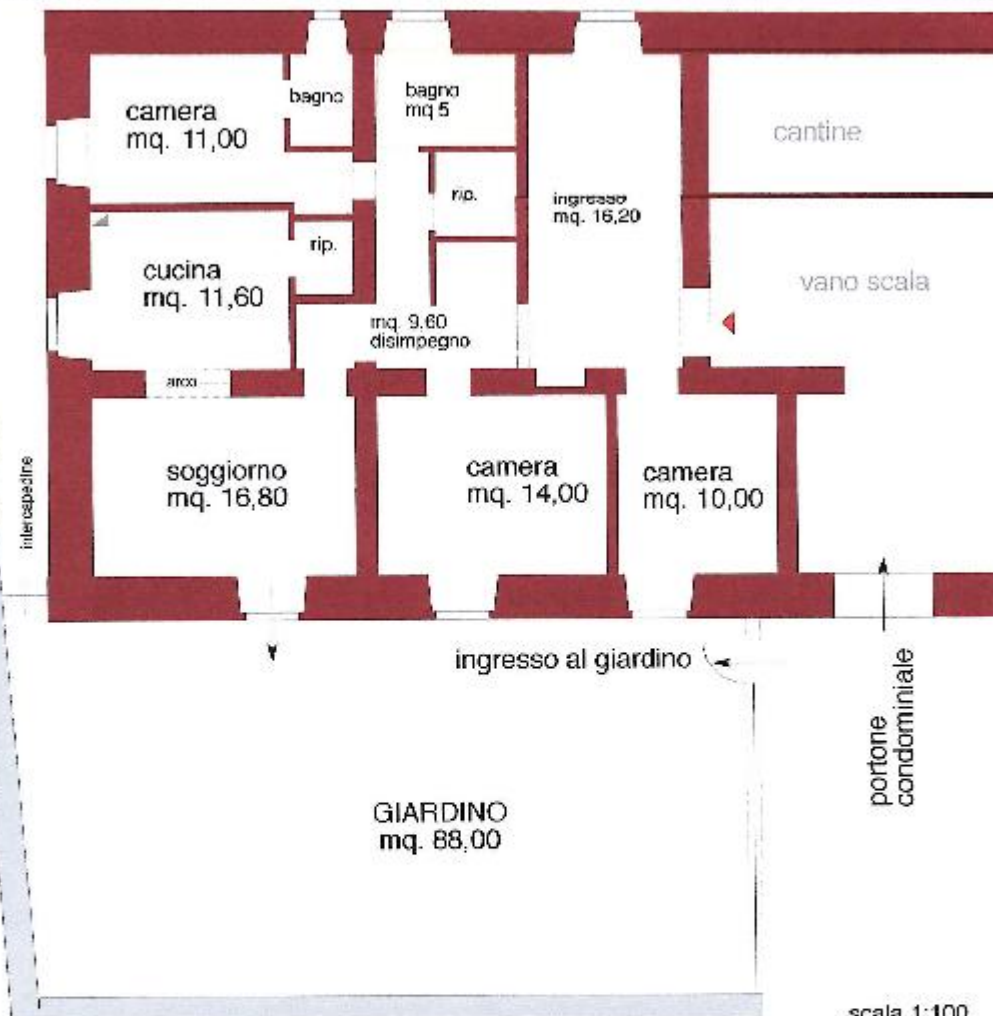 bagno
bagno
mq 5
camera
mq. 11,00
cantine
rip.
ingresso
mq. 16,20
rip.
cucina
mq. 11,60
vano scala
mq. 9,60
disimpegno
arco
soggiorno
mq. 16,80
camera
mq. 14,00
camera
mq. 10,00
intercapedine
ingresso al giardino
portone
condominiale
GIARDINO
mq. 88,00
scala 1:100